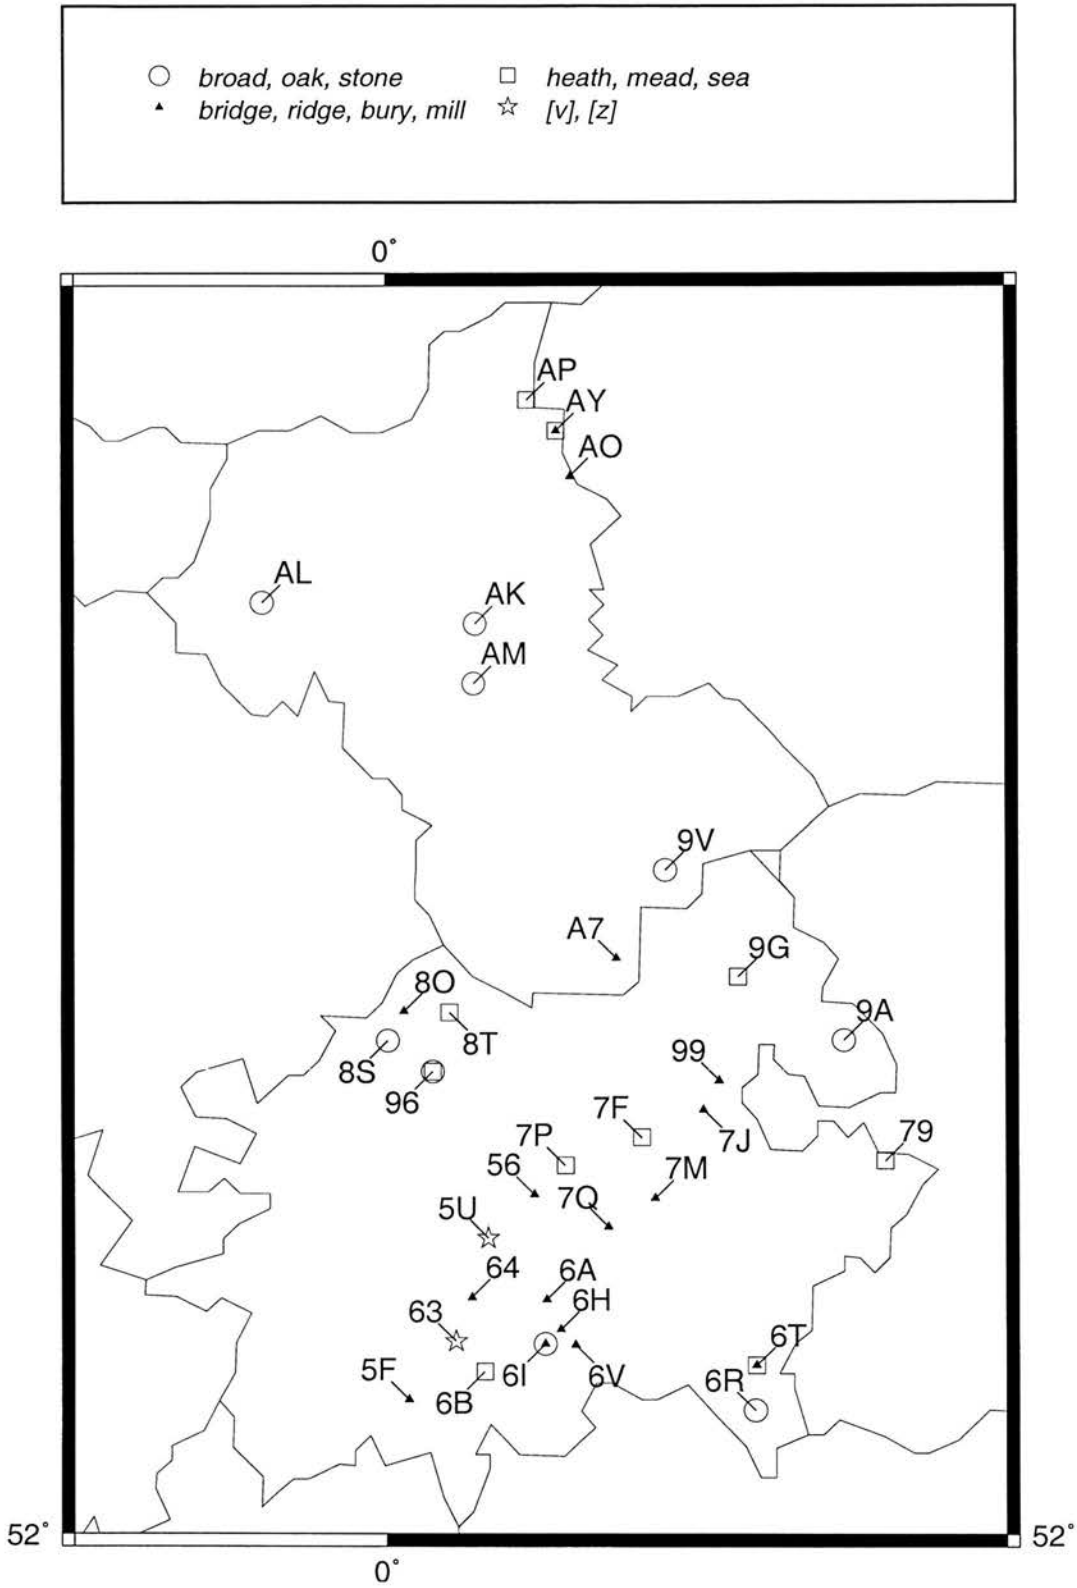 broad, oak, stone
heath, mead, sea
bridge, ridge, bury, mill
[v], [z]
0°
AP
AY
AO
AL
AK
AM
9V
A7
9G
8O
9A
8T
99
8S
96
7F
7J
79
7P
56
7M
7Q
5U
64
6A
6H
63
6T
5F
6I
6V
6R
6B
52°
52°
0°